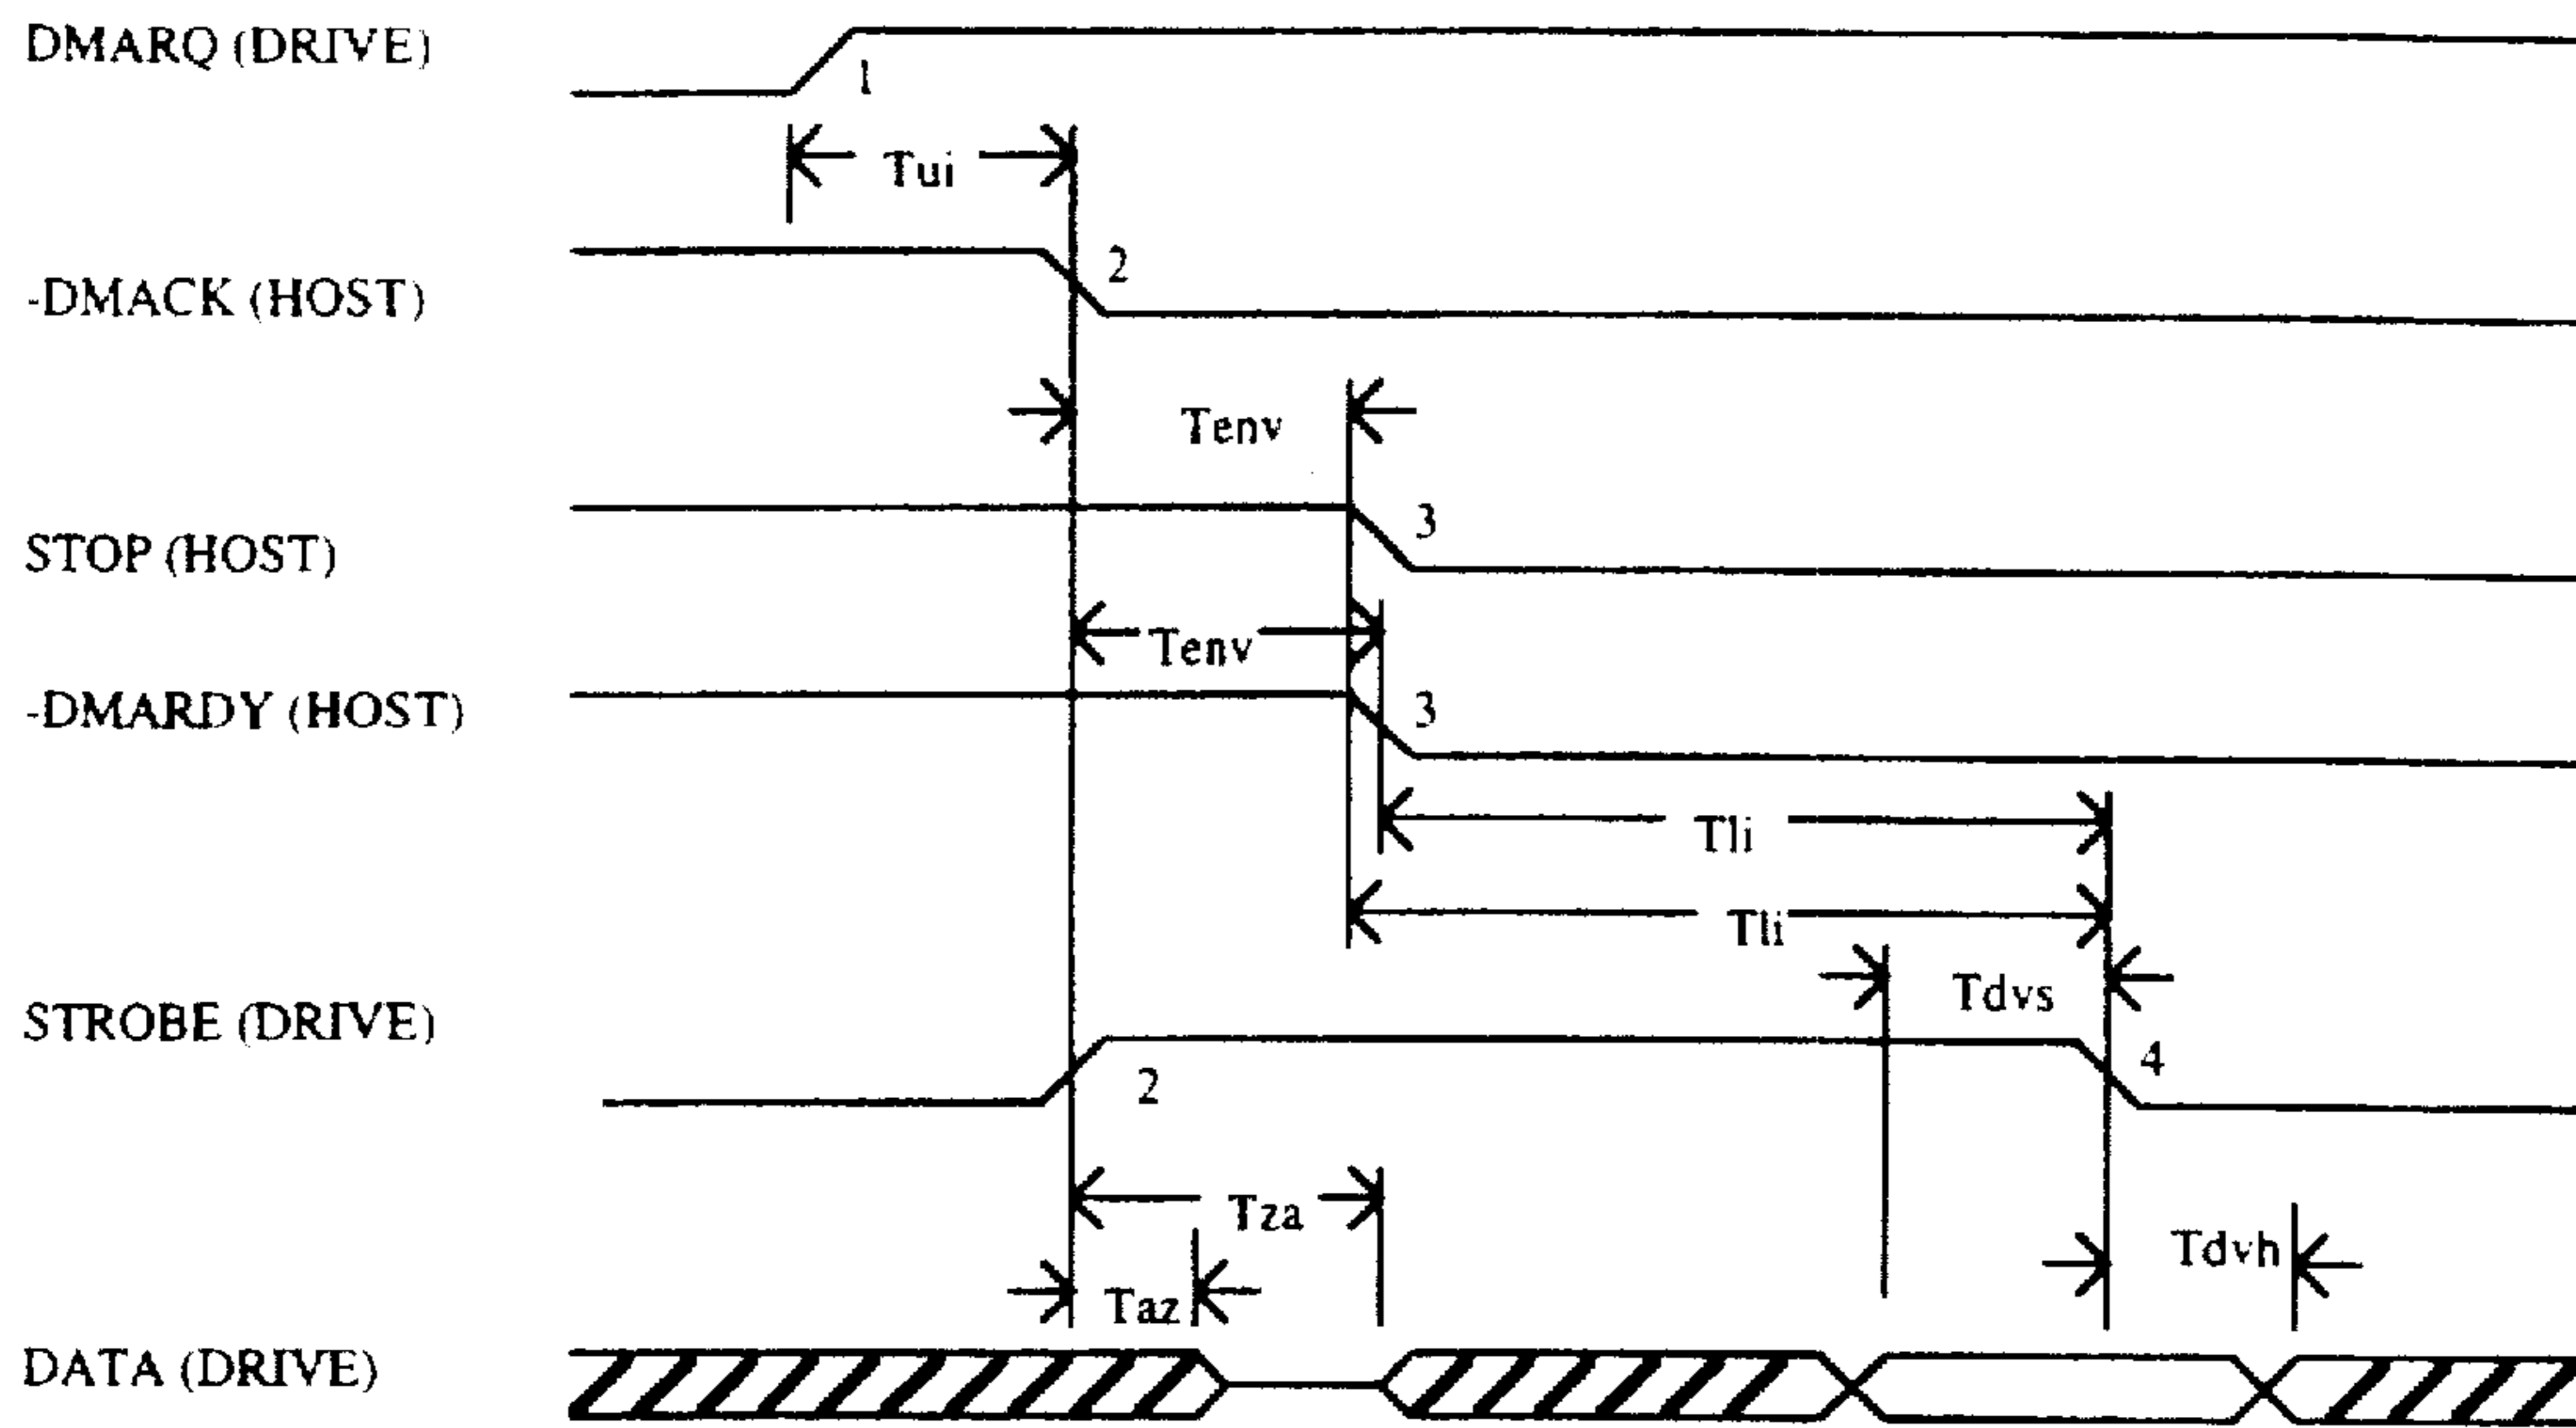 DMARQ (DRIVE)
1
Tui
-DMACK (HOST)
2
Tenv
STOP (HOST)
3
Tenv
-DMARDY (HOST)
3
Tli
Tli
Tdvs
STROBE (DRIVE)
2
4
Tza
Tdvh
Taz
DATA (DRIVE)